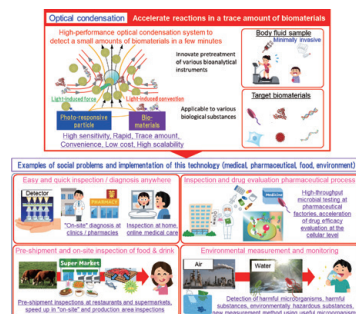 Optical condensation Accelerate reactions in a trace amount of biomaterials
High-performance optical condensation system to
detect a small amounts of biomaterials in a few minutes
Innovate pretreatment
of various bioanalytical
instruments
Body fluid sample
Minimally invasive
Light-induced force
Light-induced convection
Applicable to various
biological substances
Target biomaterials
Photo-responsive
particle
Bio-
materials
High sensitivity, Rapid, Trace amount,
Convenience, Low cost, High scalability
Examples of social problems and implementation of this technology (medical, pharmaceutical, food, environment)
Easy and quick inspection / diagnosis anywhere
Detector
"On-site" diagnosis at
clinics / pharmacies
Inspection at home,
online medical care
Inspection and drug evaluation pharmaceutical process
High-throughput
microbial testing at
pharmaceutical
factories, acceleration
of drug efficacy
evaluation at the
cellular level
Pre-shipment and on-site inspection of food & drink
Super Market
Pre-shipment inspections at restaurants and supermarkets,
speed up in "on-site" and production area inspections
Environmental measurement and monitoring
Air
Water
Detection of harmful microorganisms, harmful
substances, environmentally hazardous substances,
new measurement method using useful microorganisms